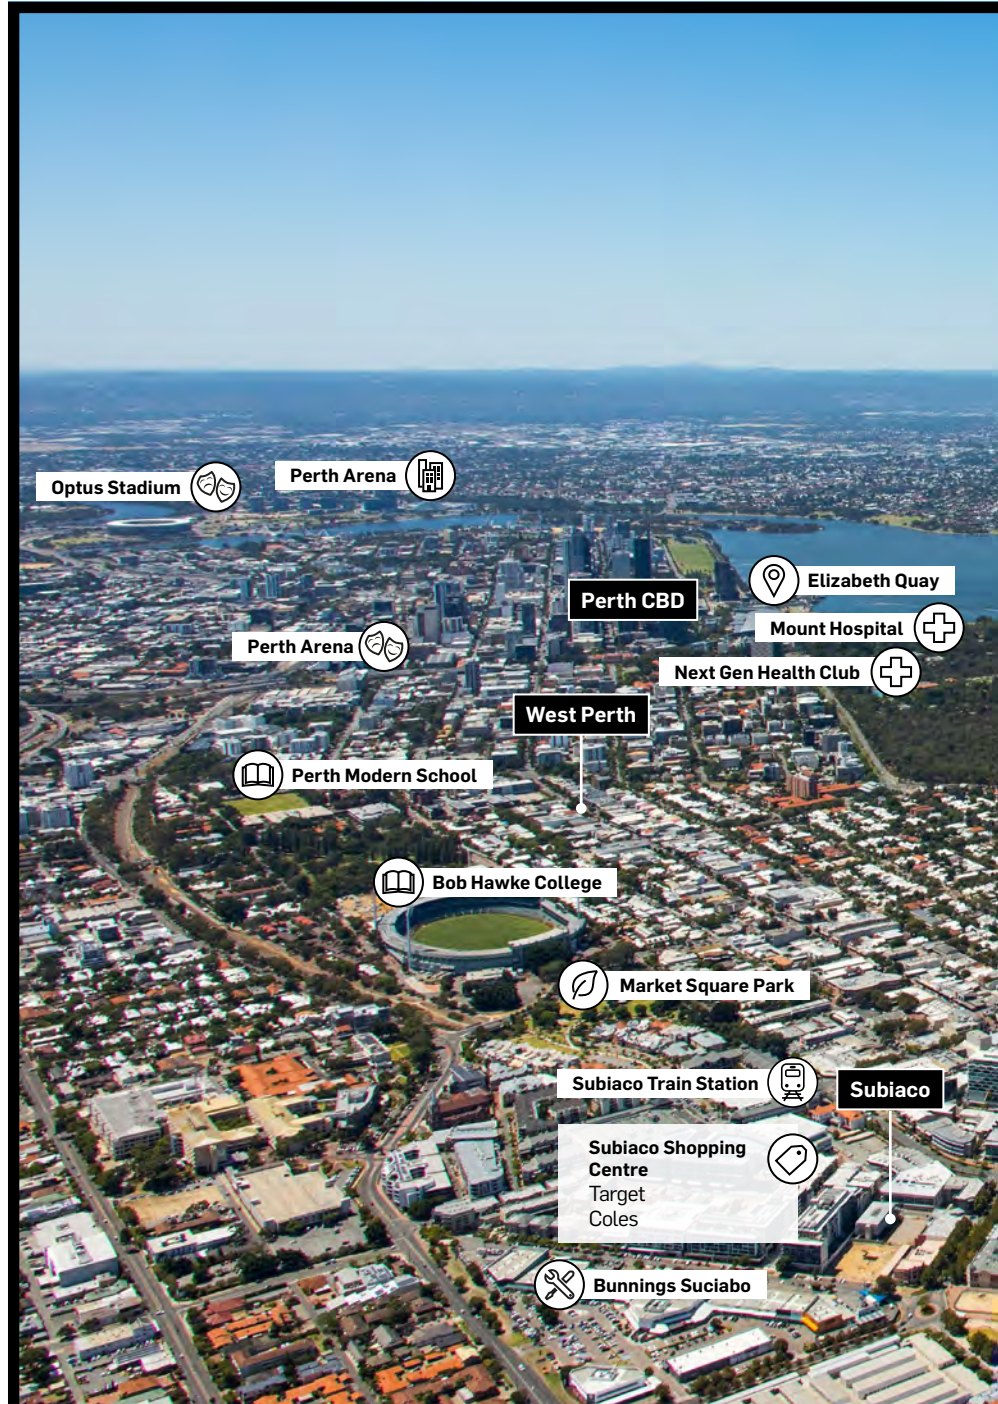 Optus Stadium
Perth Arena
Perth CBD
Elizabeth Quay
Mount Hospital
Perth Arena
Next Gen Health Club
West Perth
Perth Modern School
Bob Hawke College
Market Square Park
Subiaco Train Station
Subiaco
Subiaco Shopping
Centre
Target
Coles
Bunnings Suciabo